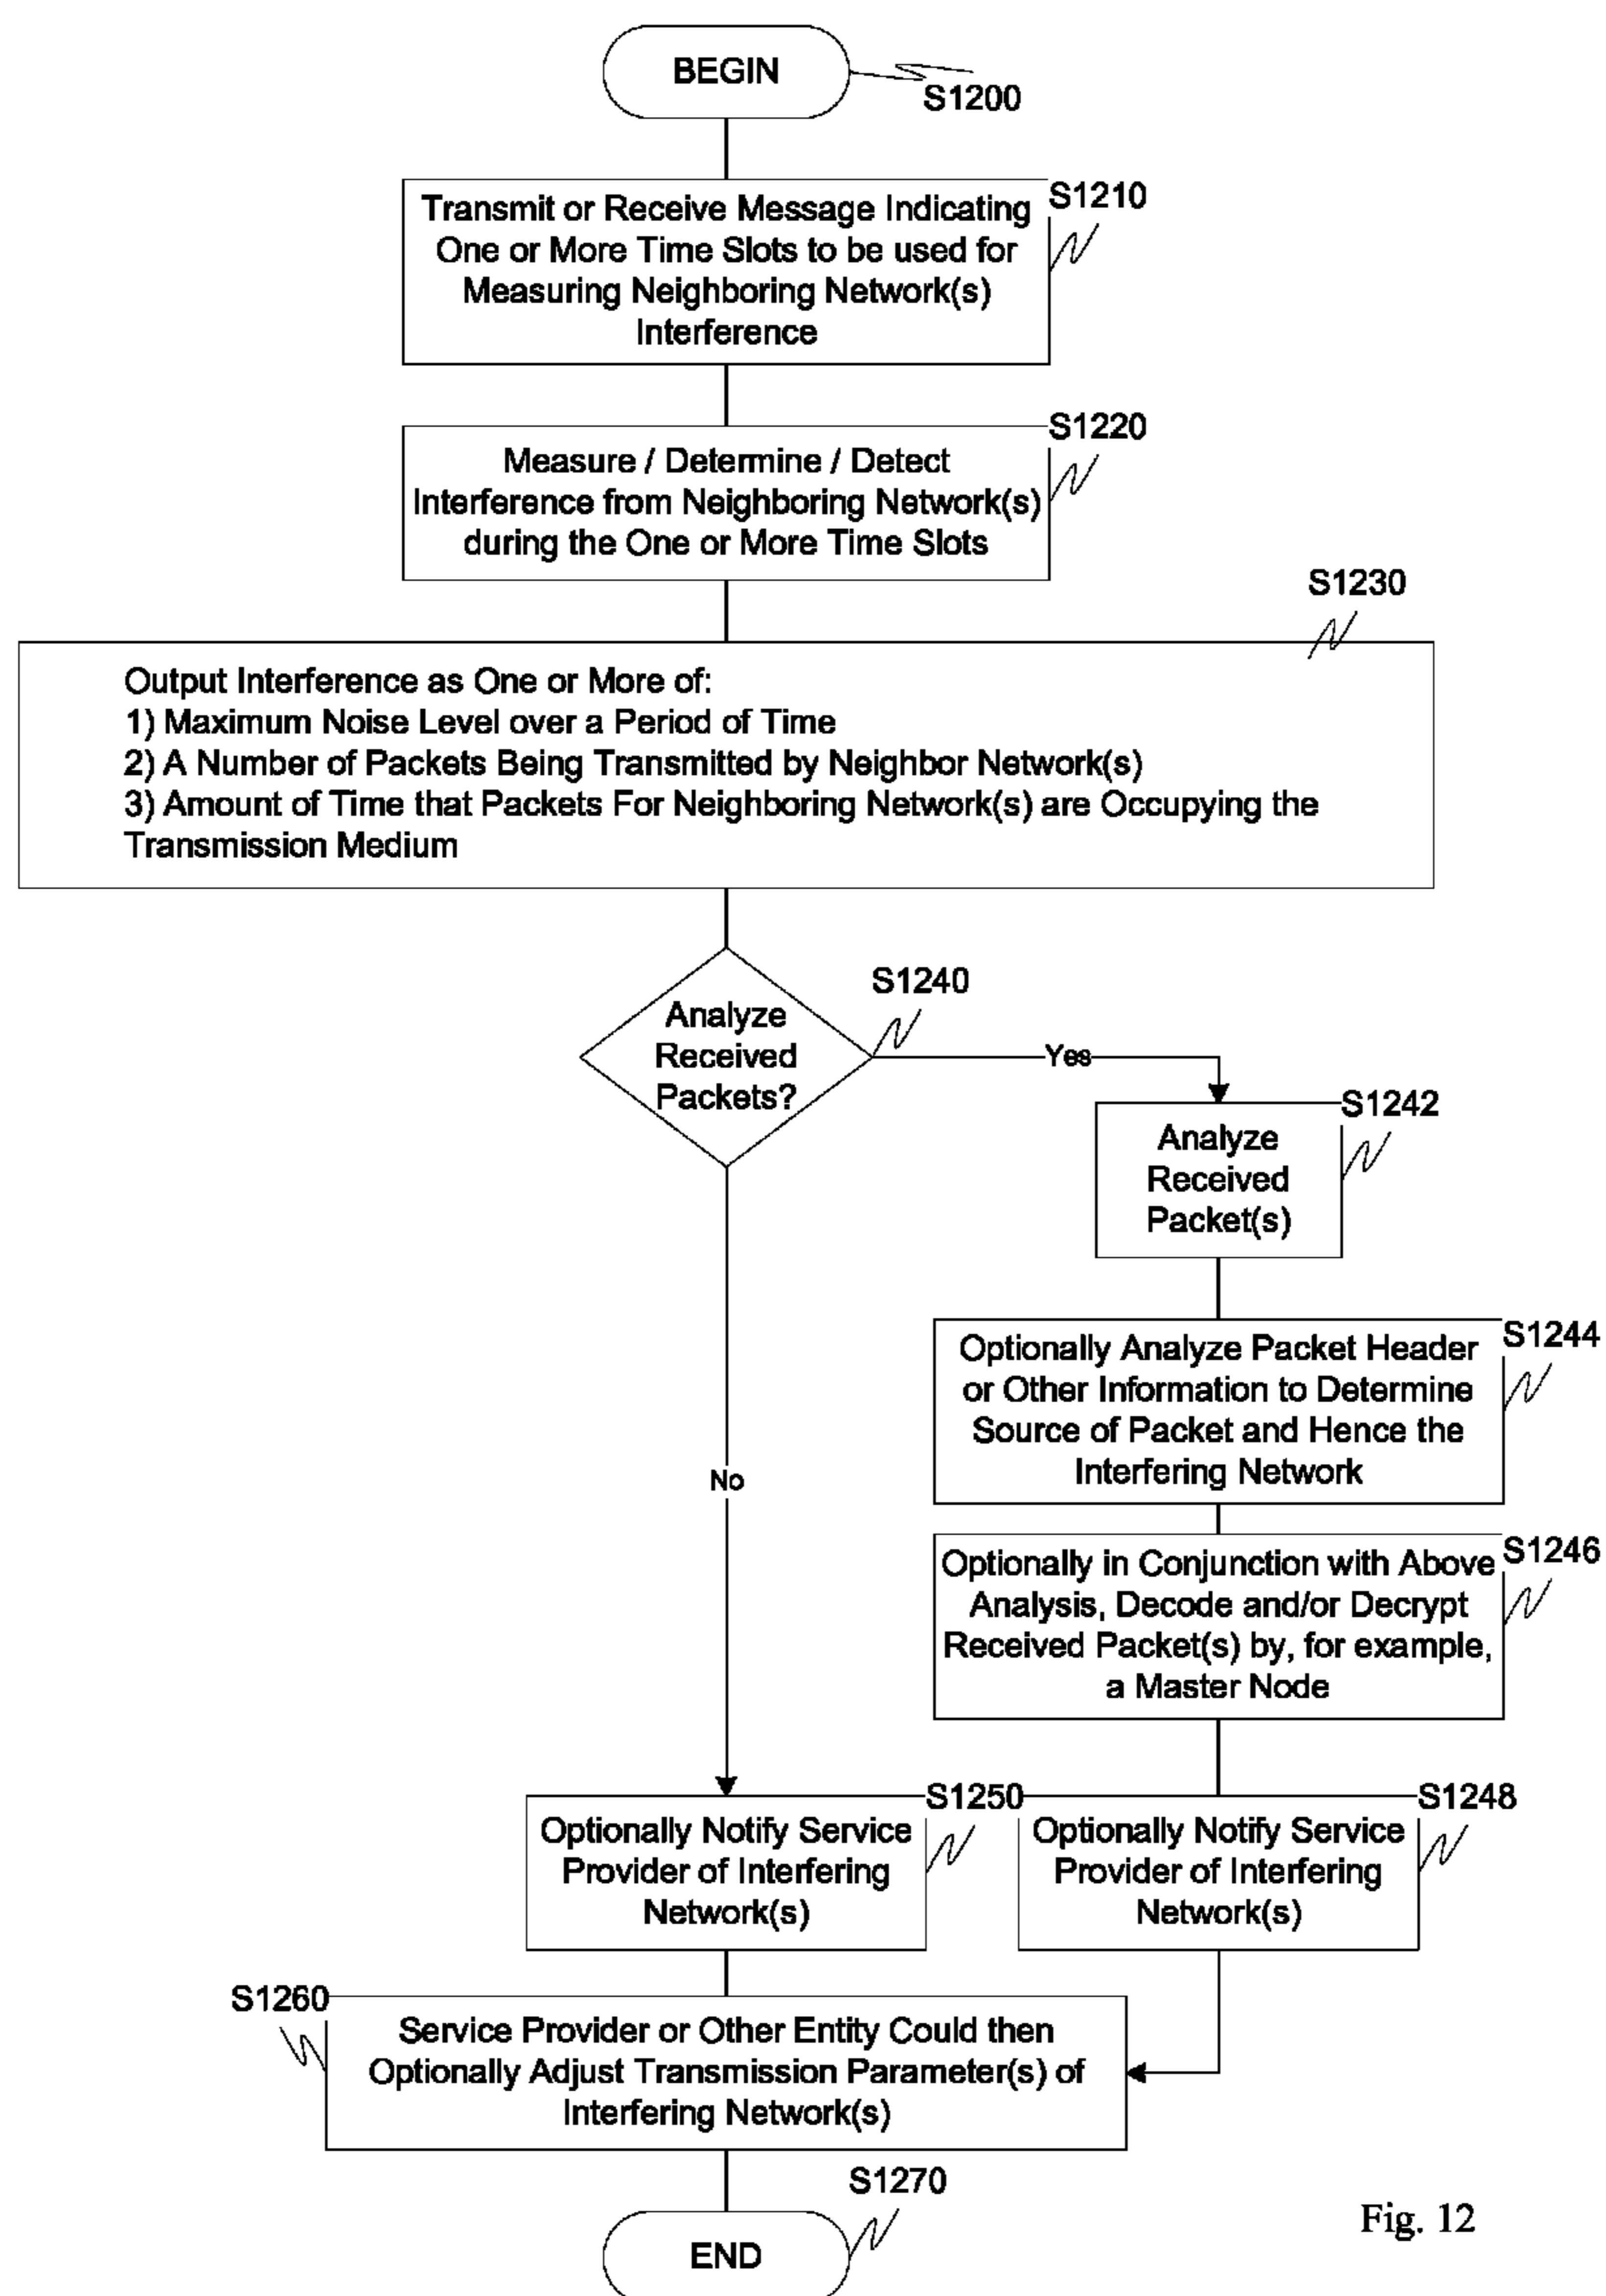 BEGIN
S1200
Transmit or Receive Message Indicating
One or More Time Slots to be used for
Measuring Neighboring Network(s)
Interference
S1210
Measure / Determine / Detect
Interference from Neighboring Network(s)
during the One or More Time Slots
S1220
S1230
Output Interference as One or More of:
1) Maximum Noise Level over a Period of Time
2) A Number of Packets Being Transmitted by Neighbor Network(s)
3) Amount of Time that Packets For Neighboring Network(s) are Occupying the
Transmission Medium
S1240
Analyze
Received
Packets?
Yes
S1242
Analyze
Received
Packet(s)
S1244
Optionally Analyze Packet Header
or Other Information to Determine
Source of Packet and Hence the
Interfering Network
No
S1246
Optionally in Conjunction with Above
Analysis, Decode and/or Decrypt
Received Packet(s) by, for example,
a Master Node
S1250
Optionally Notify Service
Provider of Interfering
Network(s)
S1248
Optionally Notify Service
Provider of Interfering
Network(s)
S1260
Service Provider or Other Entity Could then
Optionally Adjust Transmission Parameter(s) of
Interfering Network(s)
S1270
END
Fig. 12